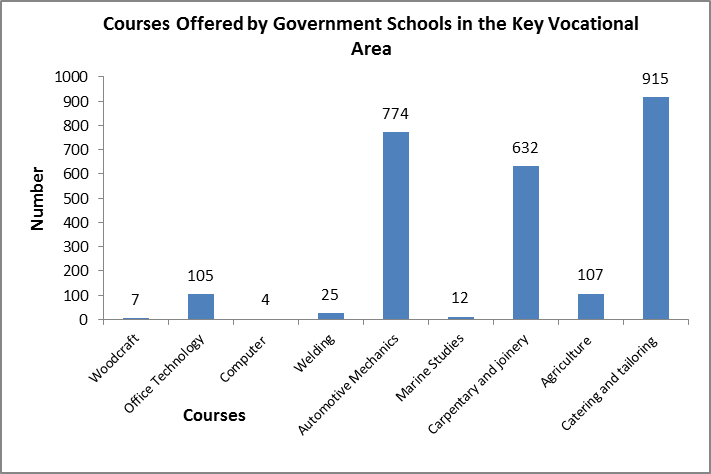 Courses Offered by Government Schools in the Key Vocational
Area
Number
1000
900
800
700
600
500
400
300
200
100
0
7
105
4
25
774
12
632
107
915
Woodcraft
Office Technology
Computer
Welding
Automotive Mechanics
Marine Studies
Carpentary and joinery
Agriculture
Catering and tailoring
Courses